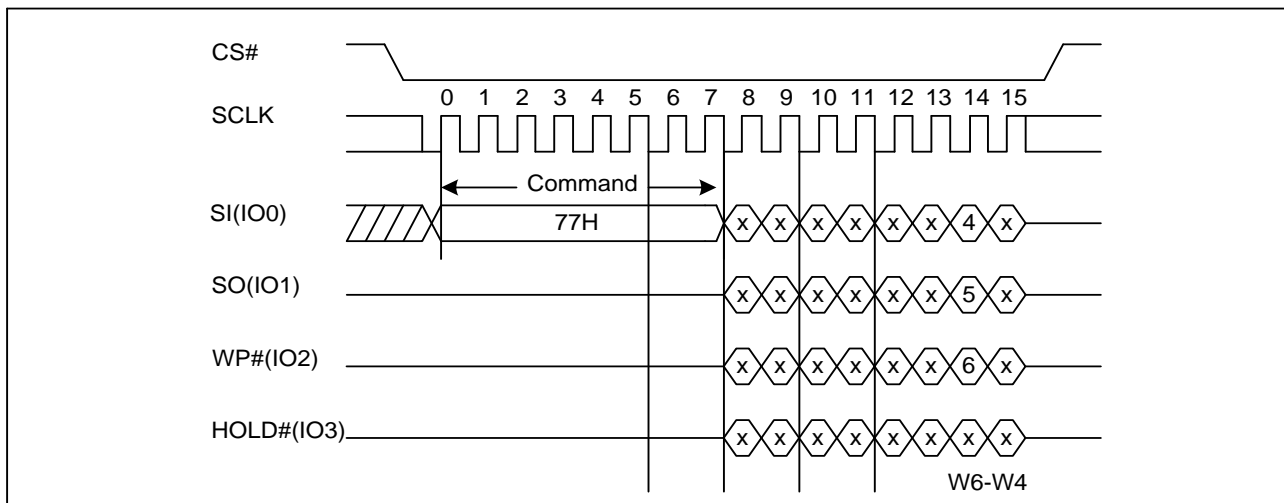 CS#
0 1 2 3 4 5 6 7 8 9 10 11 12 13 14 15
SCLK
Command
SI(IO0) 77H x x x x x x 4 x
SO(IO1) x x x x x x 5 x
WP#(IO2) x x x x x x 6 x
HOLD#(IO3) x x x x x x x x
W6-W4